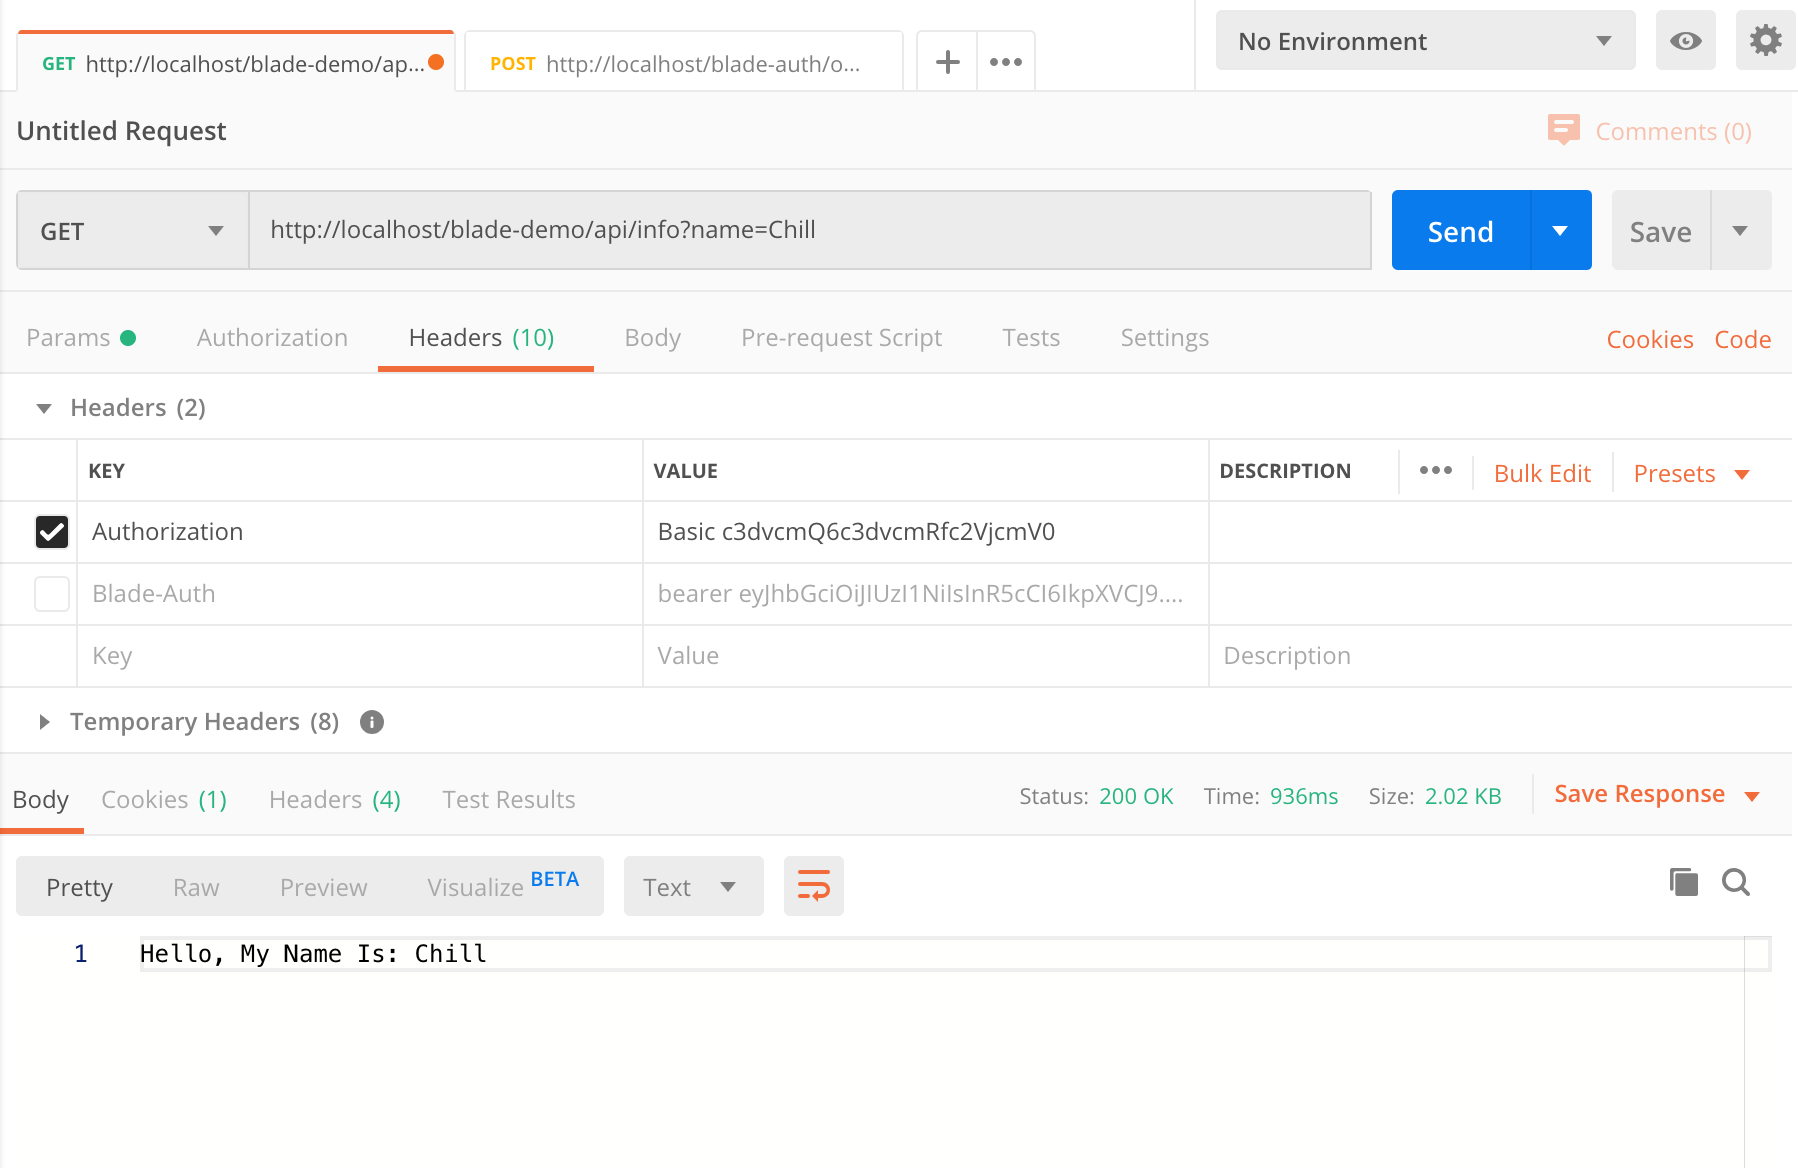 GET http://localhost/blade-demo/ap... POST http://localhost/blade-auth/o... No Environment
Untitled Request Comments (0)
GET http://localhost/blade-demo/api/info?name=Chill Send Save
Params Authorization Headers (10) Body Pre-request Script Tests Settings Cookies Code
Headers (2)
KEY VALUE DESCRIPTION Bulk Edit Presets
Authorization Basic c3dvcmQ6c3dvcmRfc2VjcmV0
Blade-Auth bearer eyJhbGciOiJIUzI1NiIsInR5cCI6IkpXVCJ9....
Key Value Description
Temporary Headers (8)
Body Cookies (1) Headers (4) Test Results Status: 200 OK Time: 936ms Size: 2.02 KB Save Response
Pretty Raw Preview Visualize BETA Text
1 Hello, My Name Is: Chill